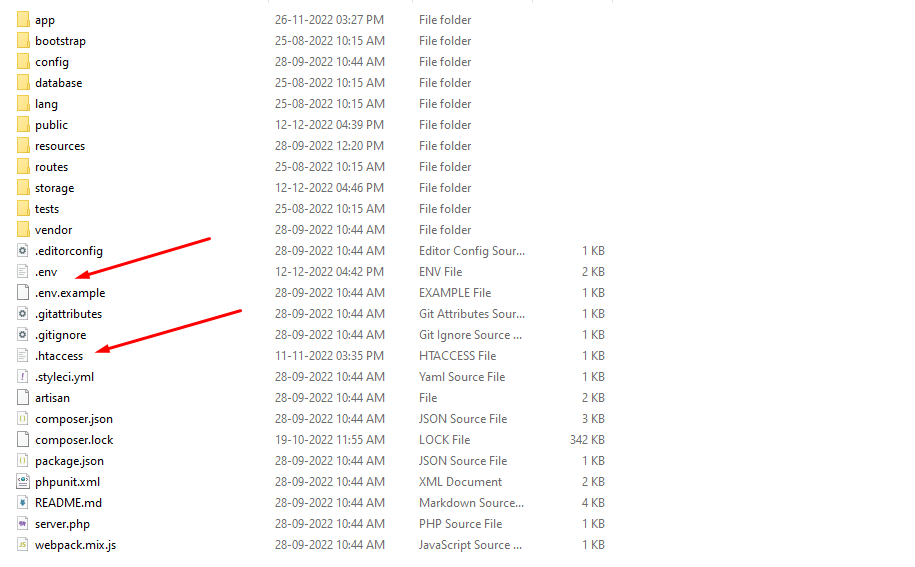 app 26-11-2022 03:27 PM File folder
bootstrap 25-08-2022 10:15 AM File folder
config 28-09-2022 10:44 AM File folder
database 25-08-2022 10:15 AM File folder
lang 25-08-2022 10:15 AM File folder
public 12-12-2022 04:39 PM File folder
resources 28-09-2022 12:20 PM File folder
routes 25-08-2022 10:15 AM File folder
storage 12-12-2022 04:46 PM File folder
tests 25-08-2022 10:15 AM File folder
vendor 28-09-2022 10:44 AM File folder
.editorconfig 28-09-2022 10:44 AM Editor Config Sour... 1 KB
.env 12-12-2022 04:42 PM ENV File 2 KB
.env.example 28-09-2022 10:44 AM EXAMPLE File 1 KB
.gitattributes 28-09-2022 10:44 AM Git Attributes Sour... 1 KB
.gitignore 28-09-2022 10:44 AM Git Ignore Source ... 1 KB
.htaccess 11-11-2022 03:35 PM HTACCESS File 1 KB
.styleci.yml 28-09-2022 10:44 AM Yaml Source File 1 KB
artisan 28-09-2022 10:44 AM File 2 KB
composer.json 28-09-2022 10:44 AM JSON Source File 3 KB
composer.lock 19-10-2022 11:55 AM LOCK File 342 KB
package.json 28-09-2022 10:44 AM JSON Source File 1 KB
phpunit.xml 28-09-2022 10:44 AM XML Document 2 KB
README.md 28-09-2022 10:44 AM Markdown Source... 4 KB
server.php 28-09-2022 10:44 AM PHP Source File 1 KB
webpack.mix.js 28-09-2022 10:44 AM JavaScript Source ... 1 KB